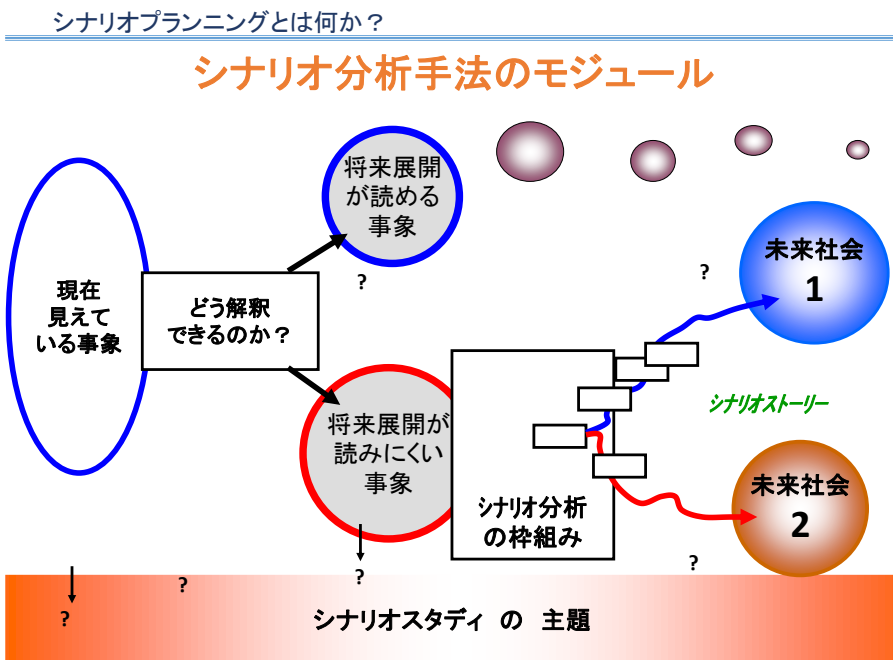 シナリオプランニングとは何か？
シナリオ分析手法のモジュール
将来展開
が読める
事象
?
現在
見えて
いる事象
どう解釈
できるのか？
将来展開が
読みにくい
事象
シナリオ分析
の枠組み
?
未来社会
1
シナリオストーリー
未来社会
2
?
?
?
?
シナリオスタディ の 主題